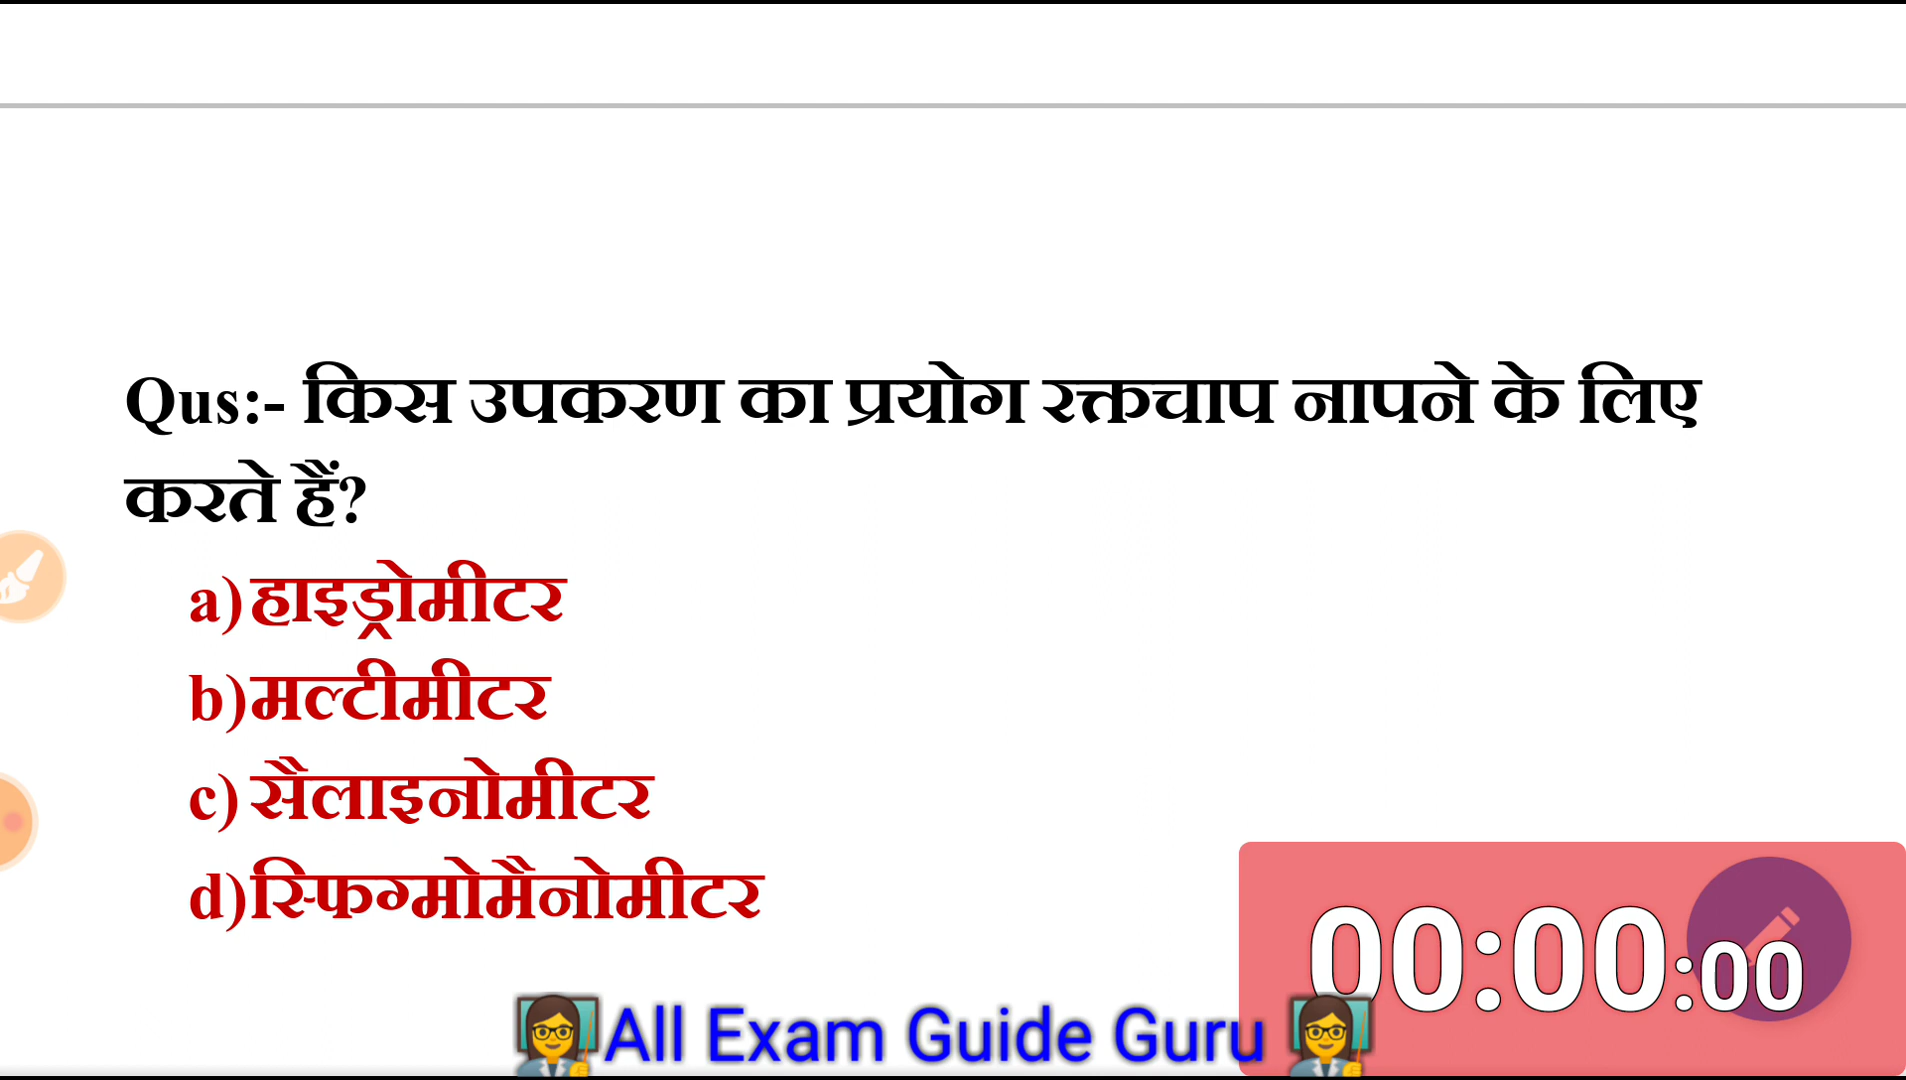 Qus:- किस उपकरण का प्रयोग रक्तचाप नापने के लिए
करते हैं?
a) हाइड्रोमीटर
b) मल्टीमीटर
c) सैलाइनोमीटर
d) स्फिग्मोमैनोमीटर
00:00:00
All Exam Guide Guru